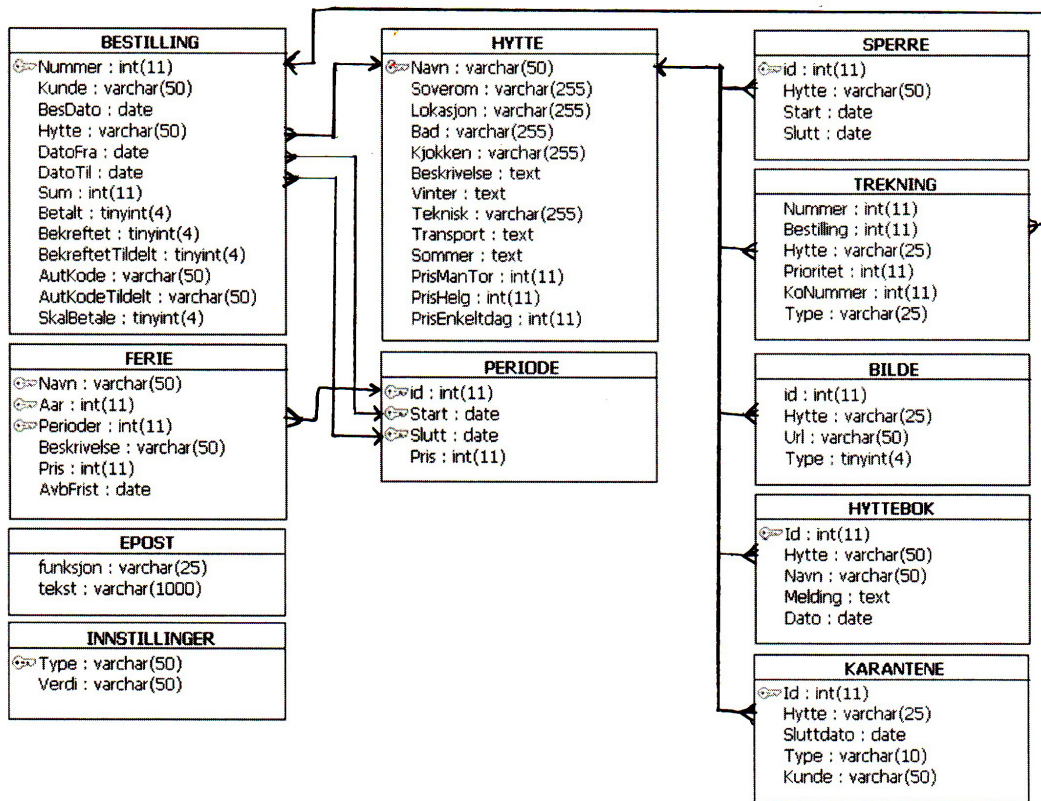 BESTILLING
Nummer : int(11)
Kunde : varchar(50)
BesDato : date
Hytte : varchar(50)
DatoFra : date
DatoTil : date
Sum : int(11)
Betalt : tinyint(4)
Bekreftet : tinyint(4)
BekreftetTildelt : tinyint(4)
AutKode : varchar(50)
AutKodeTildelt : varchar(50)
SkalBetale : tinyint(4)
FERIE
Navn : varchar(50)
Aar : int(11)
Perioder : int(11)
Beskrivelse : varchar(50)
Pris : int(11)
AvbFrist : date
EPOST
funksjon : varchar(25)
tekst : varchar(1000)
INNSTILLINGER
Type : varchar(50)
Verdi : varchar(50)
HYTTE
Navn : varchar(50)
Soverom : varchar(255)
Lokasjon : varchar(255)
Bad : varchar(255)
Kjokken : varchar(255)
Beskrivelse : text
Vinter : text
Teknisk : varchar(255)
Transport : text
Sommer : text
PrisManTor : int(11)
PrisHelg : int(11)
PrisEnkeltdag : int(11)
PERIODE
id : int(11)
Start : date
Slutt : date
Pris : int(11)
SPERRE
id : int(11)
Hytte : varchar(50)
Start : date
Slutt : date
TREKNING
Nummer : int(11)
Bestilling : int(11)
Hytte : varchar(25)
Prioritet : int(11)
KoNummer : int(11)
Type : varchar(25)
BILDE
id : int(11)
Hytte : varchar(25)
Url : varchar(50)
Type : tinyint(4)
HYTTEBOK
Id : int(11)
Hytte : varchar(50)
Navn : varchar(50)
Melding : text
Dato : date
KARANTENE
Id : int(11)
Hytte : varchar(25)
Sluttdato : date
Type : varchar(10)
Kunde : varchar(50)